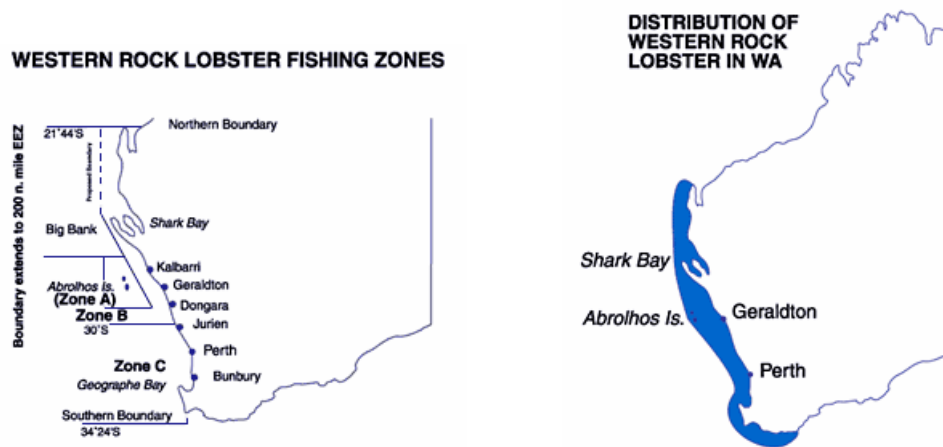 WESTERN ROCK LOBSTER FISHING ZONES
Northern Boundary
21°44'S
Proposed Boundary
Boundary extends to 200 n. mile EEZ
Shark Bay
Big Bank
Kalbarri
Geraldton
Abrolhos Is.
(Zone A)
Dongara
Zone B
30°S
Jurien
Perth
Zone C
Geographe Bay
Bunbury
Southern Boundary
34°24'S
DISTRIBUTION OF
WESTERN ROCK
LOBSTER IN WA
Shark Bay
Abrolhos Is.
Geraldton
Perth